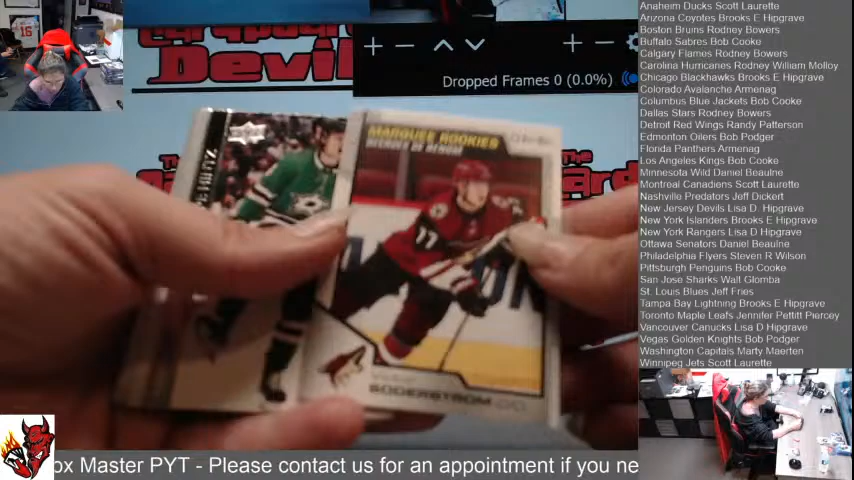 Dropped Frames 0 (0.0%)
Devil
MARQUEE ROOKIES
SODERSTROM
77
16
Anaheim Ducks Scott Laurette
Arizona Coyotes Brooks E Hipgrave
Boston Bruins Rodney Bowers
Buffalo Sabres Bob Cooke
Calgary Flames Rodney Bowers
Carolina Hurricanes Rodney William Molloy
Chicago Blackhawks Brooks E Hipgrave
Colorado Avalanche Armenag
Columbus Blue Jackets Bob Cooke
Dallas Stars Rodney Bowers
Detroit Red Wings Randy Patterson
Edmonton Oilers Bob Podger
Florida Panthers Armenag
Los Angeles Kings Bob Cooke
Minnesota Wild Daniel Beaulne
Montreal Canadiens Scott Laurette
Nashville Predators Jeff Dickert
New Jersey Devils Lisa D. Hipgrave
New York Islanders Brooks E Hipgrave
New York Rangers Lisa D Hipgrave
Ottawa Senators Daniel Beaulne
Philadelphia Flyers Steven R Wilson
Pittsburgh Penguins Bob Cooke
San Jose Sharks Walt Glomba
St. Louis Blues Jeff Fries
Tampa Bay Lightning Brooks E Hipgrave
Toronto Maple Leafs Jennifer Pettitt Piercey
Vancouver Canucks Lisa D Hipgrave
Vegas Golden Knights Bob Podger
Washington Capitals Marty Maerten
Winnipeg Jets Scott Laurette
ox Master PYT - Please contact us for an appointment if you ne